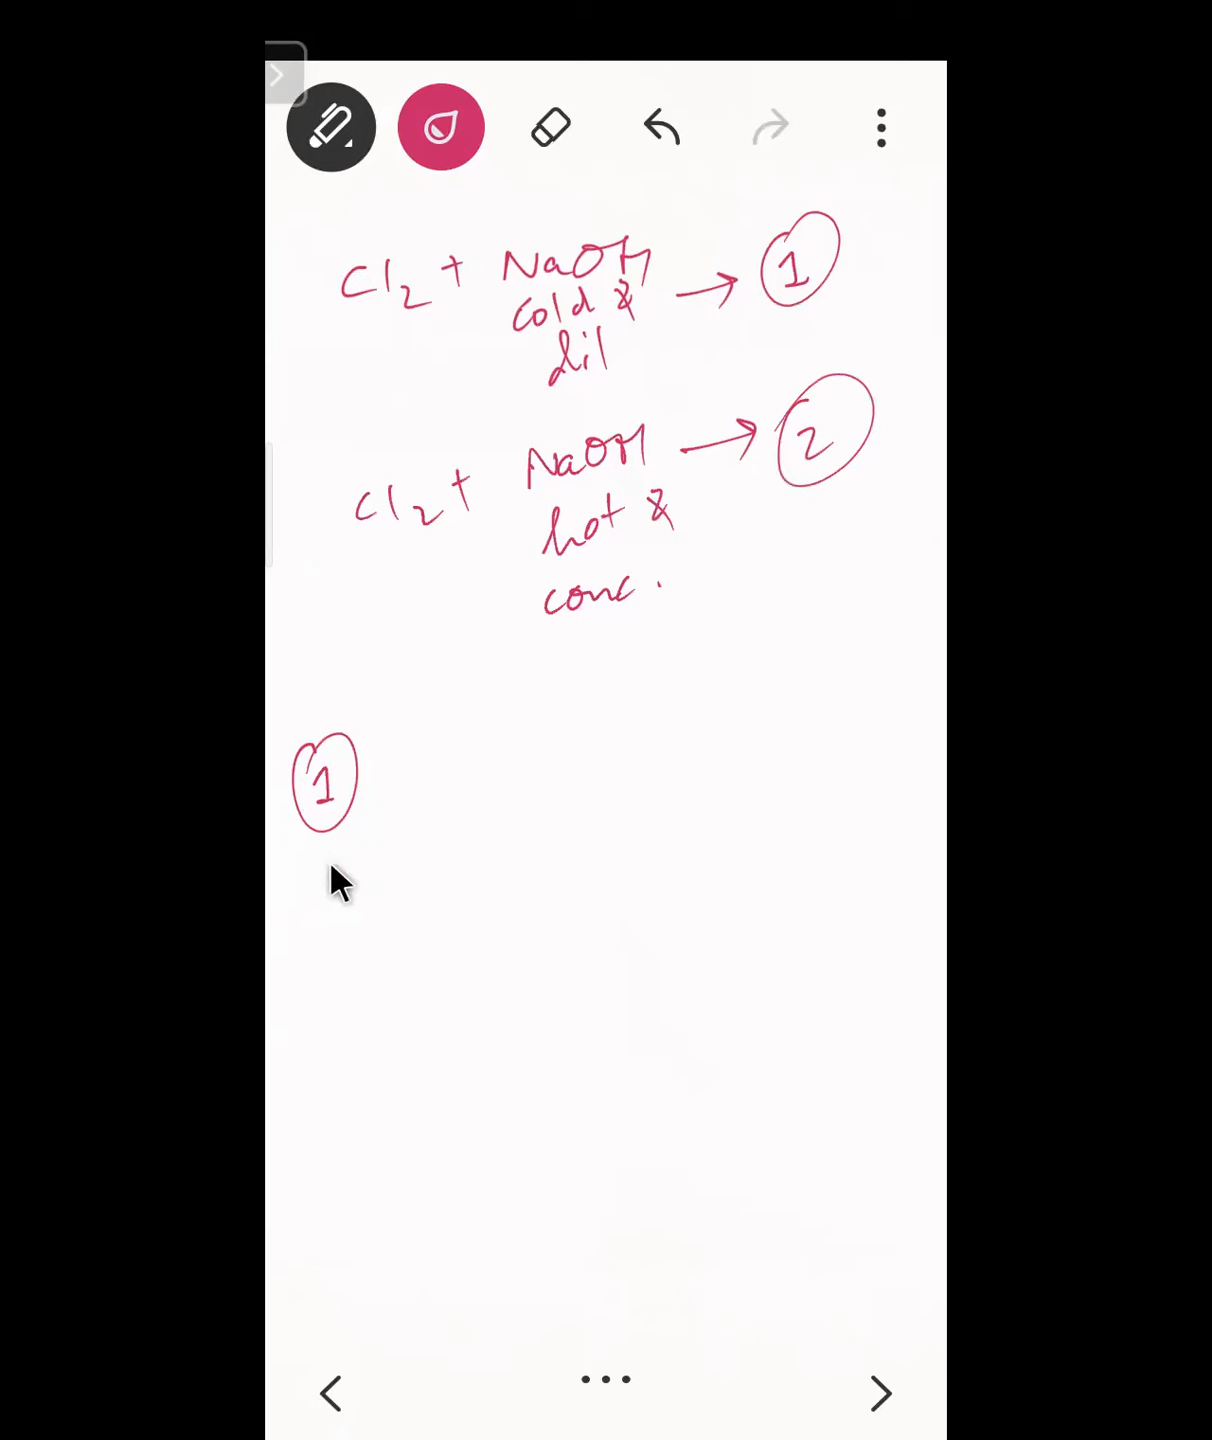 Cl2 + NaOH → 1
cold &
dil
Cl2 + NaOH → 2
hot &
conc.
1